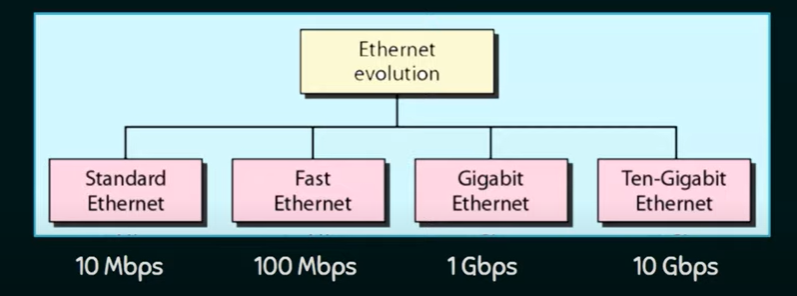 Ethernet
evolution
Standard
Ethernet
Fast
Ethernet
Gigabit
Ethernet
Ten-Gigabit
Ethernet
10 Mbps
100 Mbps
1 Gbps
10 Gbps